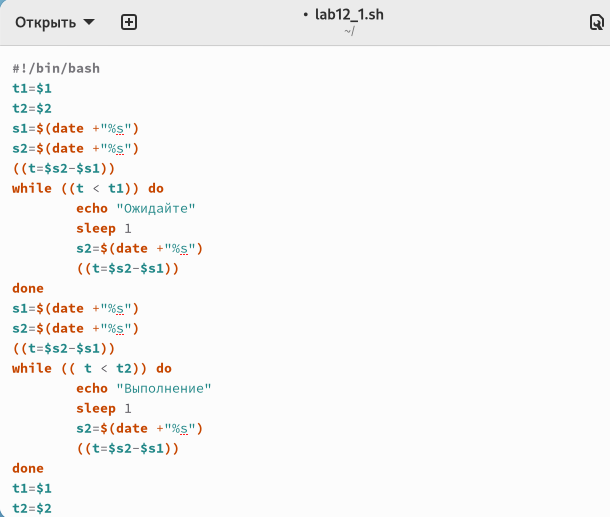 Открыть
• lab12_1.sh
~/
#!/bin/bash
t1=$1
t2=$2
s1=$(date +"%s")
s2=$(date +"%s")
((t=$s2-$s1))
while ((t < t1)) do
        echo "Ожидайте"
        sleep 1
        s2=$(date +"%s")
        ((t=$s2-$s1))
done
s1=$(date +"%s")
s2=$(date +"%s")
((t=$s2-$s1))
while (( t < t2)) do
        echo "Выполнение"
        sleep 1
        s2=$(date +"%s")
        ((t=$s2-$s1))
done
t1=$1
t2=$2